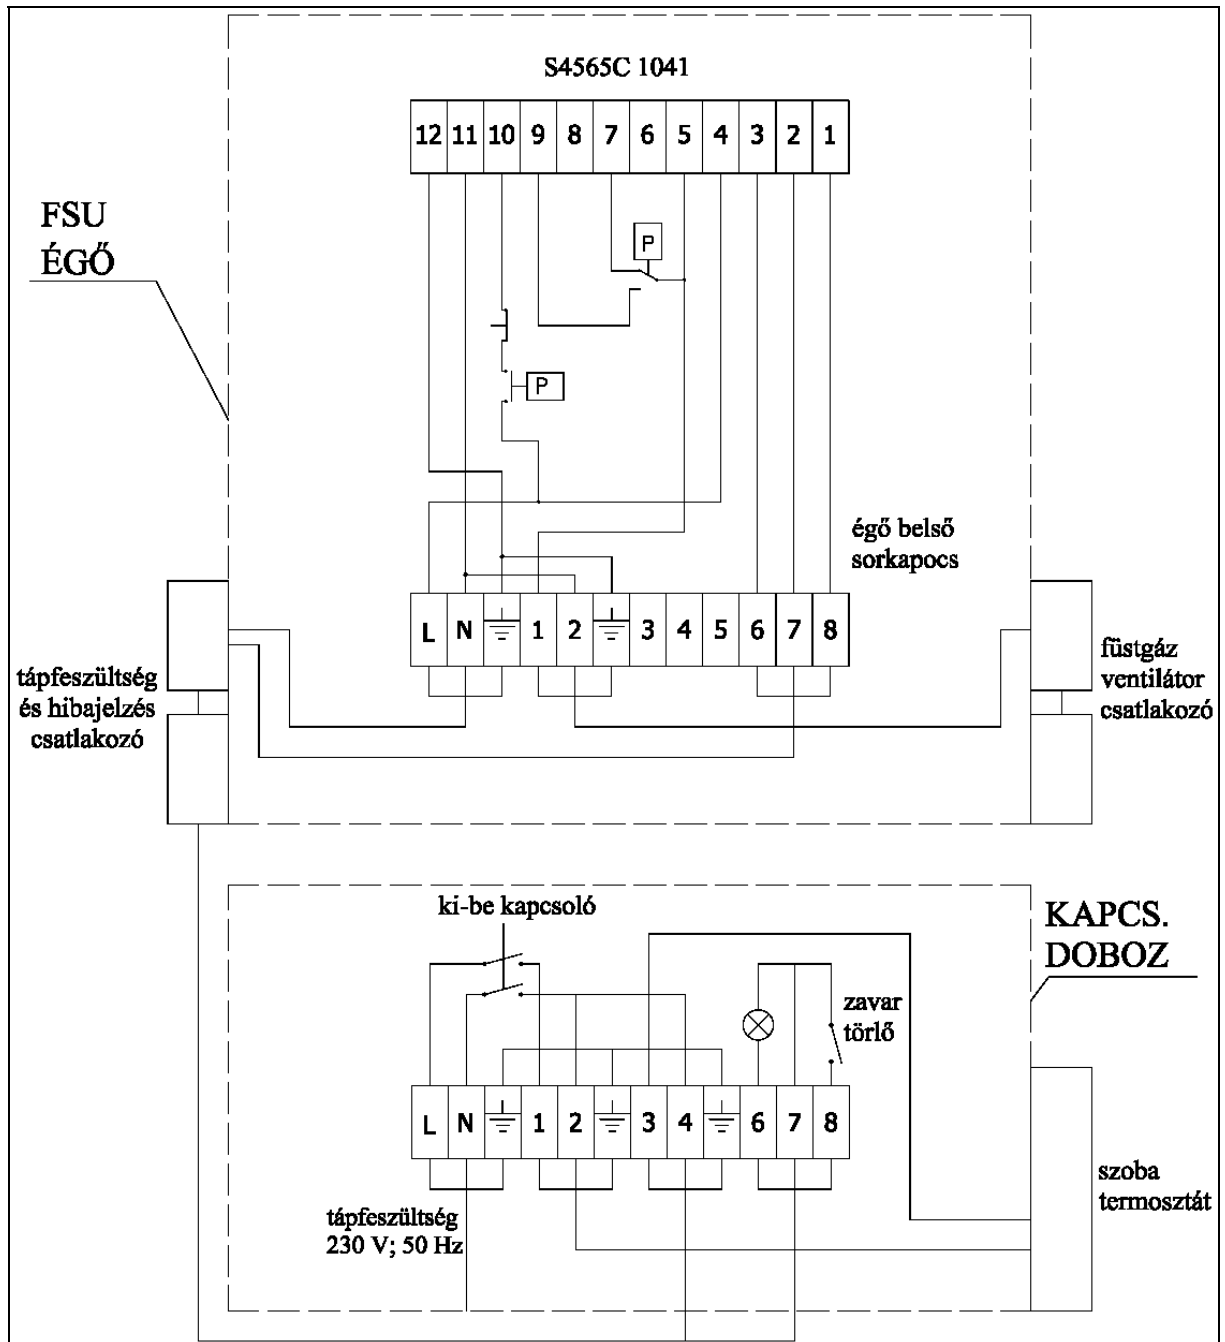 S4565C 1041
12 11 10 9 8 7 6 5 4 3 2 1
FSU
ÉGŐ
P
P
égő belső
sorkapocs
L N 1 2 3 4 5 6 7 8
tápfeszültség
és hibajelzés
csatlakozó
füstgáz
ventilátor
csatlakozó
ki-be kapcsoló
KAPCS.
DOBOZ
zavar
törlő
L N 1 2 3 4 6 7 8
szoba
termosztát
tápfeszültség
230 V; 50 Hz